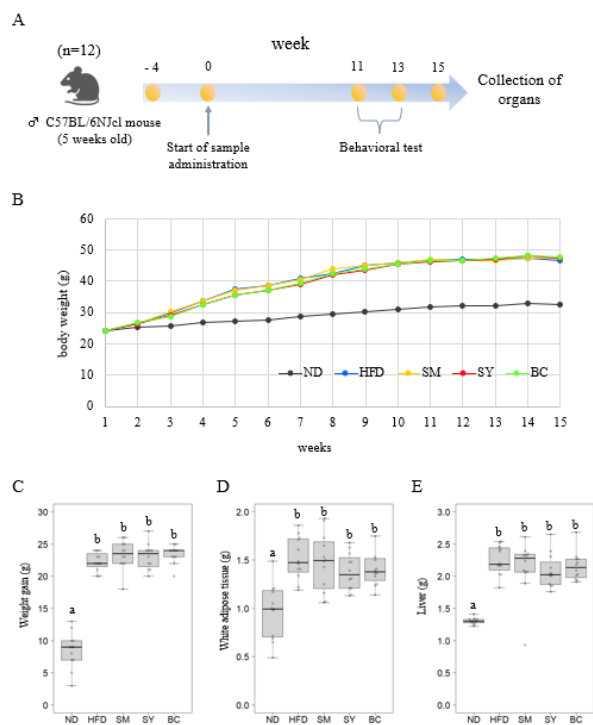 A
(n=12)
week
- 4
0
11
13
15
♂ C57BL/6NJcl mouse
(5 weeks old)
Start of sample
administration
Behavioral test
Collection of
organs
B
body weight (g)
60
50
40
30
20
10
0
ND HFD SM SY BC
1 2 3 4 5 6 7 8 9 10 11 12 13 14 15
weeks
C
Weight gain (g)
30
25
20
15
10
5
0
a
b
b
b
b
ND HFD SM SY BC
D
White adipose tissue (g)
2.0
1.5
1.0
0.5
0.0
a
b
b
b
b
ND HFD SM SY BC
E
Liver (g)
3.0
2.5
2.0
1.5
1.0
0.5
0.0
a
b
b
b
b
ND HFD SM SY BC